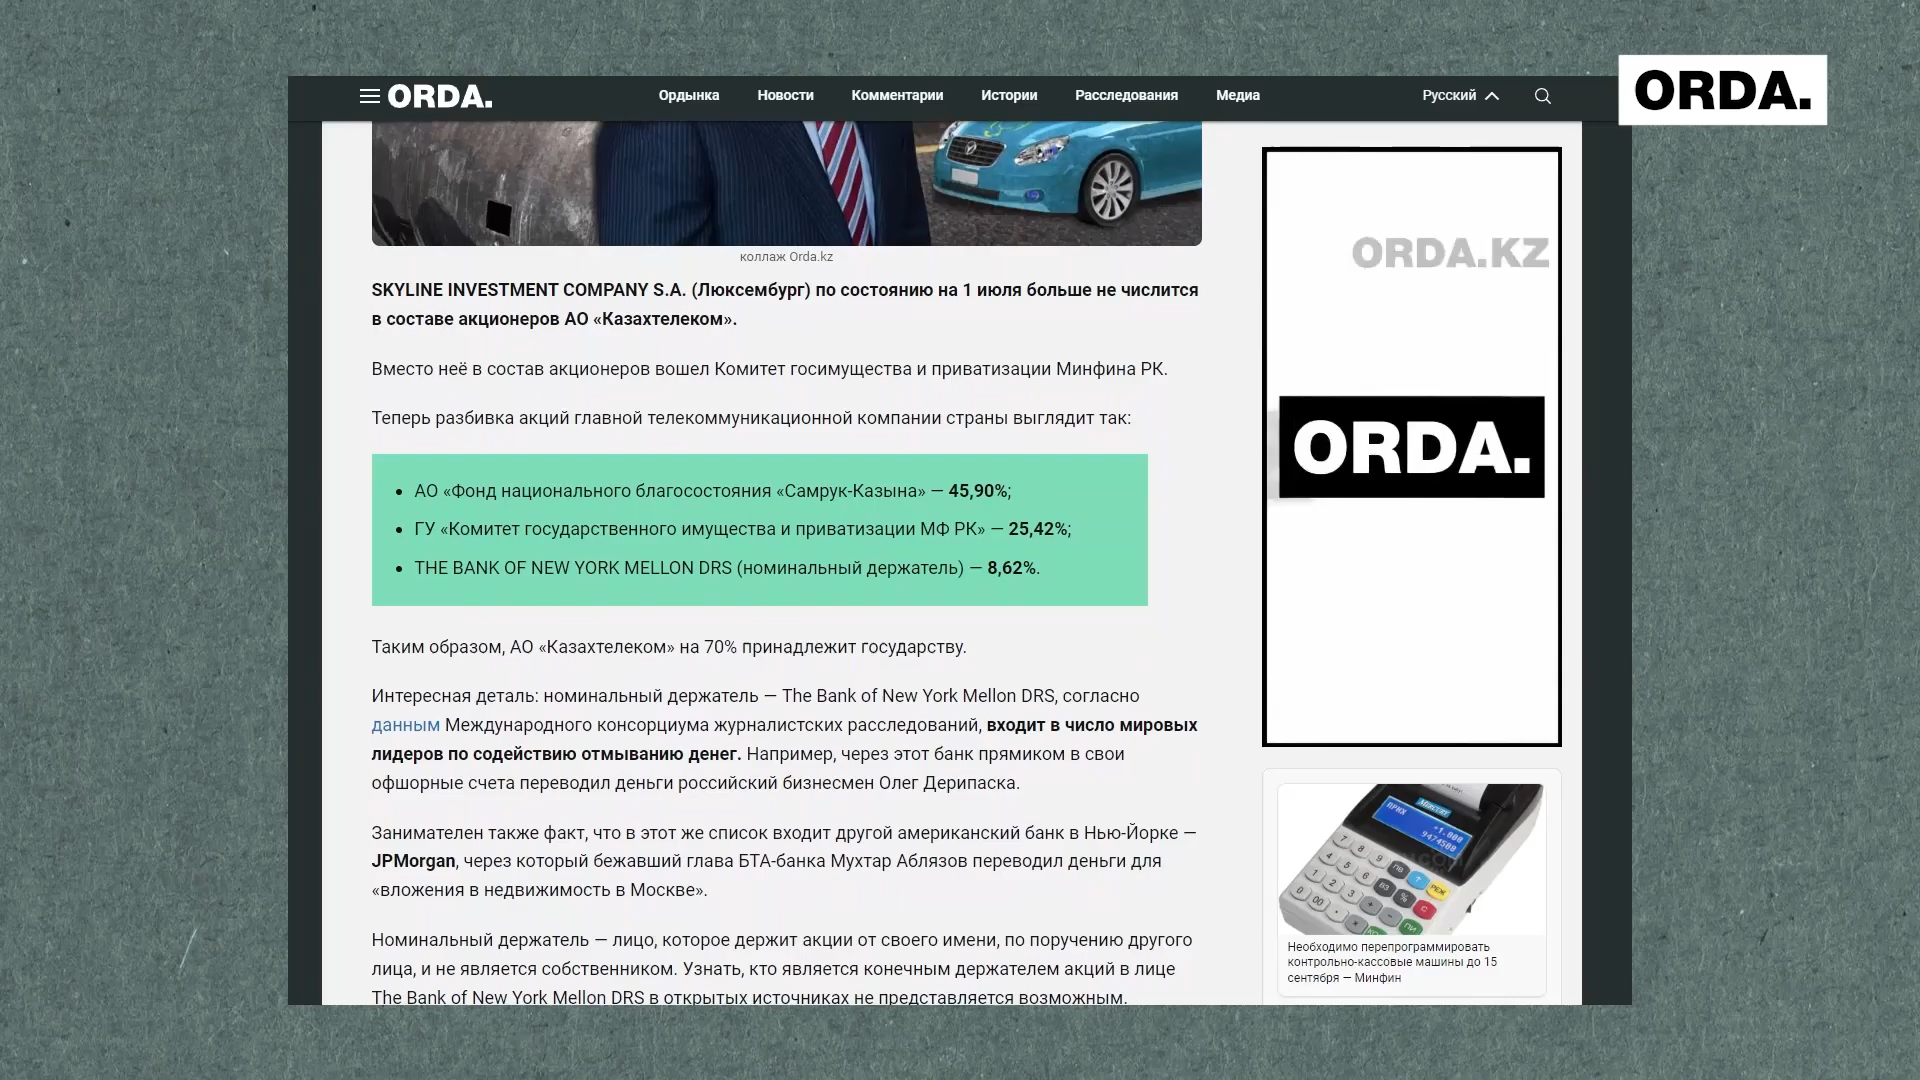 ORDA.
Ордынка Новости Комментарии Истории Расследования Медиа
Русский
ORDA.
коллаж Orda.kz
SKYLINE INVESTMENT COMPANY S.A. (Люксембург) по состоянию на 1 июля больше не числится
в составе акционеров АО «Казахтелеком».
Вместо неё в состав акционеров вошел Комитет госимущества и приватизации Минфина РК.
Теперь разбивка акций главной телекоммуникационной компании страны выглядит так:
• АО «Фонд национального благосостояния «Самрук-Казына» — 45,90%;
• ГУ «Комитет государственного имущества и приватизации МФ РК» — 25,42%;
• THE BANK OF NEW YORK MELLON DRS (номинальный держатель) — 8,62%.
Таким образом, АО «Казахтелеком» на 70% принадлежит государству.
Интересная деталь: номинальный держатель — The Bank of New York Mellon DRS, согласно
данным Международного консорциума журналистских расследований, входит в число мировых
лидеров по содействию отмыванию денег. Например, через этот банк прямиком в свои
офшорные счета переводил деньги российский бизнесмен Олег Дерипаска.
Занимателен также факт, что в этот же список входит другой американский банк в Нью-Йорке —
JPMorgan, через который бежавший глава БТА-банка Мухтар Аблязов переводил деньги для
«вложения в недвижимость в Москве».
Номинальный держатель — лицо, которое держит акции от своего имени, по поручению другого
лица, и не является собственником. Узнать, кто является конечным держателем акций в лице
The Bank of New York Mellon DRS в открытых источниках не представляется возможным.
ORDA.KZ
ORDA.
Необходимо перепрограммировать
контрольно-кассовые машины до 15
сентября — Минфин